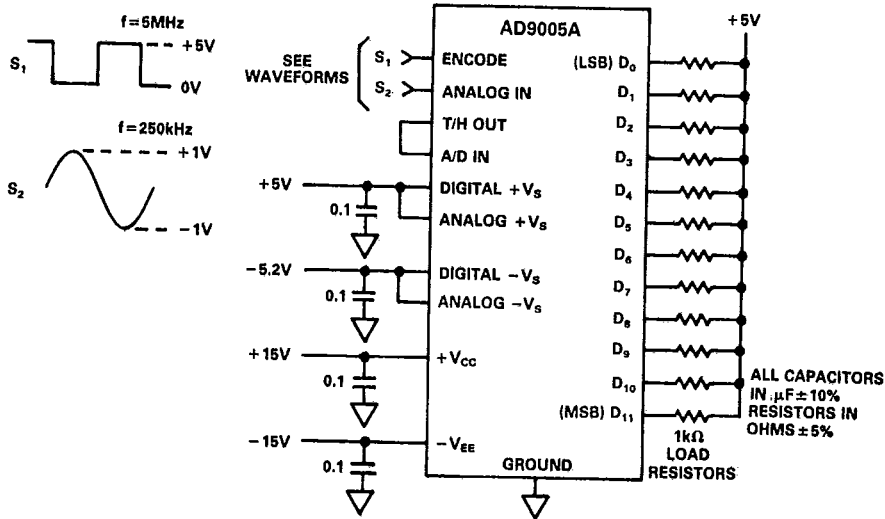 f = 5MHz
S1
+5V
0V
f = 250kHz
S2
+1V
−1V
SEE
WAVEFORMS
S1
S2
AD9005A
ENCODE
ANALOG IN
T/H OUT
A/D IN
+5V
DIGITAL +VS
ANALOG +VS
0.1
−5.2V
DIGITAL −VS
ANALOG −VS
0.1
+15V
+VCC
0.1
−15V
−VEE
0.1
GROUND
+5V
(LSB) D0
D1
D2
D3
D4
D5
D6
D7
D8
D9
D10
(MSB) D11
1kΩ
LOAD
RESISTORS
ALL CAPACITORS
IN μF ± 10%
RESISTORS IN
OHMS ± 5%